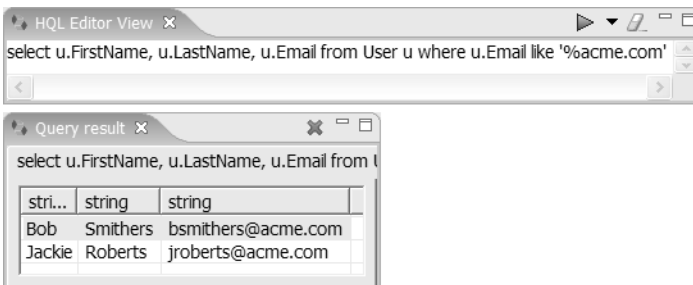 HQL Editor View
select u.FirstName, u.LastName, u.Email from User u where u.Email like '%acme.com'
Query result
select u.FirstName, u.LastName, u.Email from
stri... string string
Bob Smithers bsmithers@acme.com
Jackie Roberts jroberts@acme.com